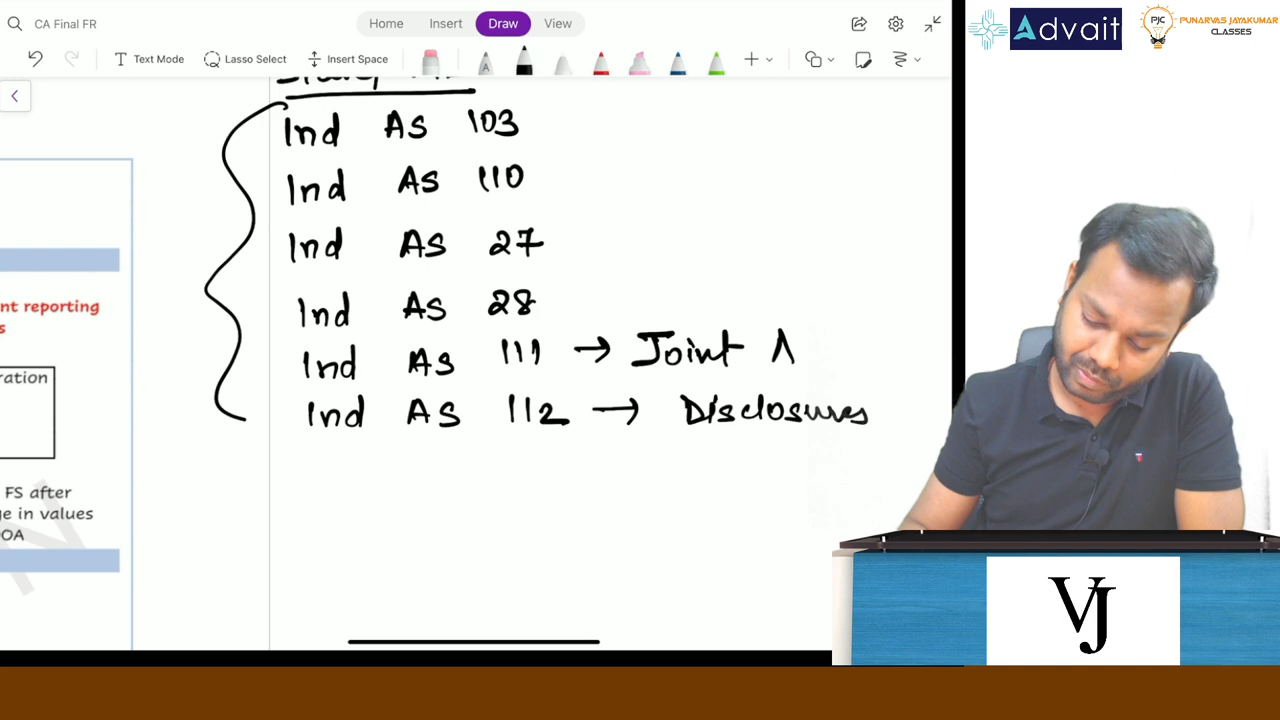 CA Final FR
Home Insert Draw View
Text Mode Lasso Select Insert Space
Advait
PJC PUNARVAS JAYAKUMAR
CLASSES
Ind AS 103
Ind AS 110
Ind AS 27
Ind AS 28
Ind AS 111 → Joint A
Ind AS 112 → Disclosures
nt reporting
s
ration
FS after
ge in values
OA
N
VJ